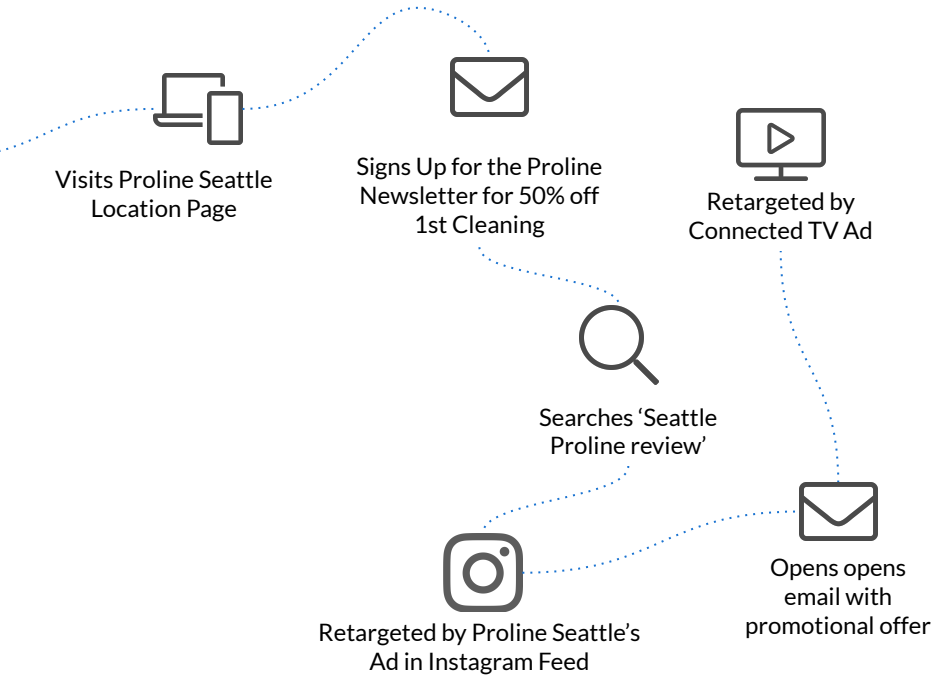 Visits Proline Seattle
Location Page
Signs Up for the Proline
Newsletter for 50% off
1st Cleaning
Searches ‘Seattle
Proline review’
Retargeted by Proline Seattle’s
Ad in Instagram Feed
Opens opens
email with
promotional offer
Retargeted by
Connected TV Ad